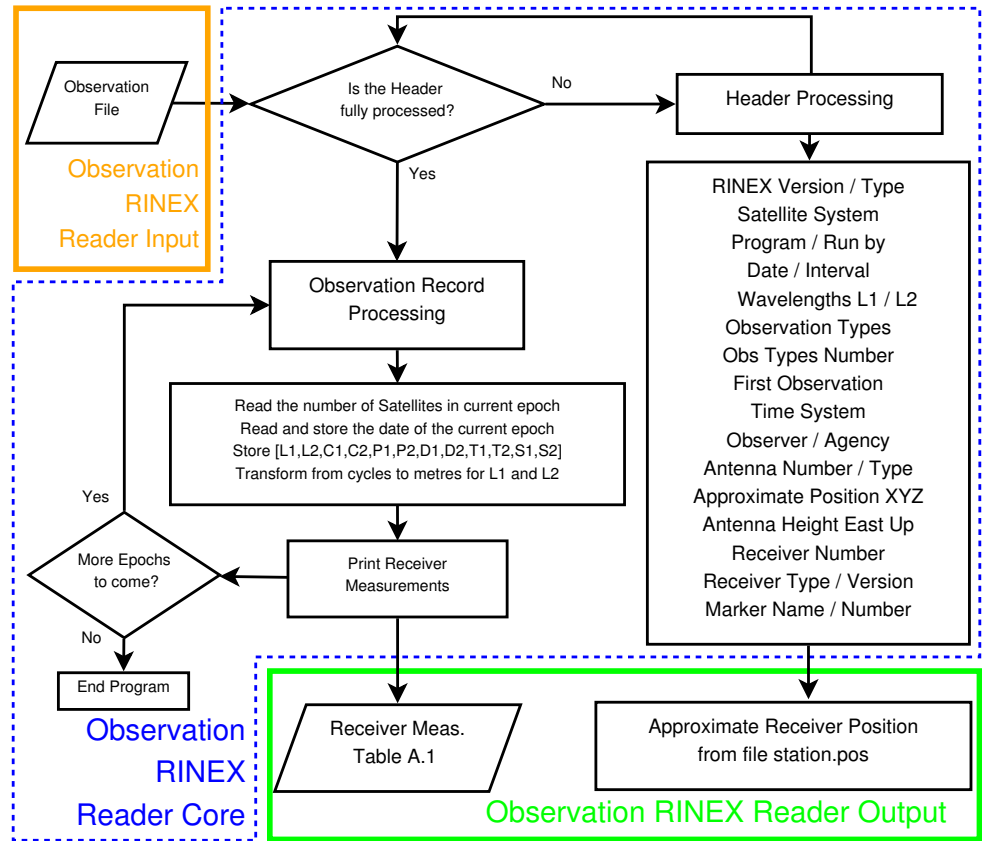 Observation
File
Observation
RINEX
Reader Input
Is the Header
fully processed?
No
Yes
Header Processing
RINEX Version / Type
Satellite System
Program / Run by
Date / Interval
Wavelengths L1 / L2
Observation Types
Obs Types Number
First Observation
Time System
Observer / Agency
Antenna Number / Type
Approximate Position XYZ
Antenna Height East Up
Receiver Number
Receiver Type / Version
Marker Name / Number
Observation Record
Processing
Read the number of Satellites in current epoch
Read and store the date of the current epoch
Store [L1,L2,C1,C2,P1,P2,D1,D2,T1,T2,S1,S2]
Transform from cycles to metres for L1 and L2
Print Receiver
Measurements
Yes
More Epochs
to come?
No
End Program
Observation
RINEX
Reader Core
Receiver Meas.
Table A.1
Approximate Receiver Position
from file station.pos
Observation RINEX Reader Output